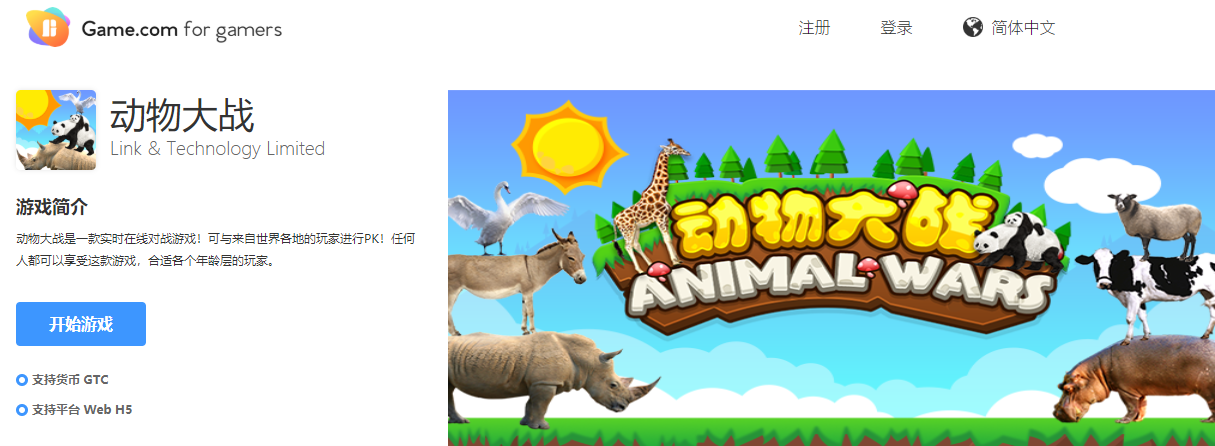 Game.com for gamers
注册
登录
简体中文
动物大战
Link & Technology Limited
游戏简介
动物大战是一款实时在线对战游戏！可与来自世界各地的玩家进行PK！任何
人都可以享受这款游戏，合适各个年龄层的玩家。
开始游戏
支持货币 GTC
支持平台 Web H5
动物大战
ANIMAL WARS